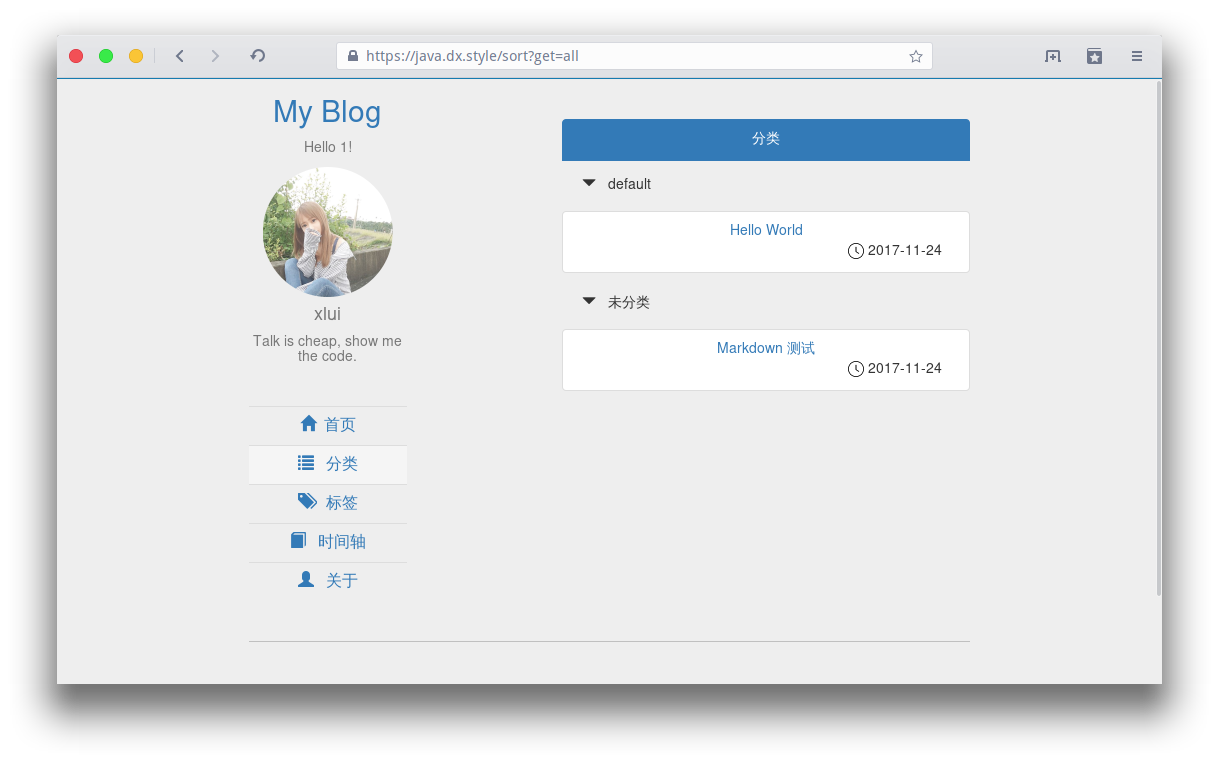 https://java.dx.style/sort?get=all
My Blog
Hello 1!
xlui
Talk is cheap, show me
the code.
首页
分类
标签
时间轴
关于
分类
default
Hello World
2017-11-24
未分类
Markdown 测试
2017-11-24